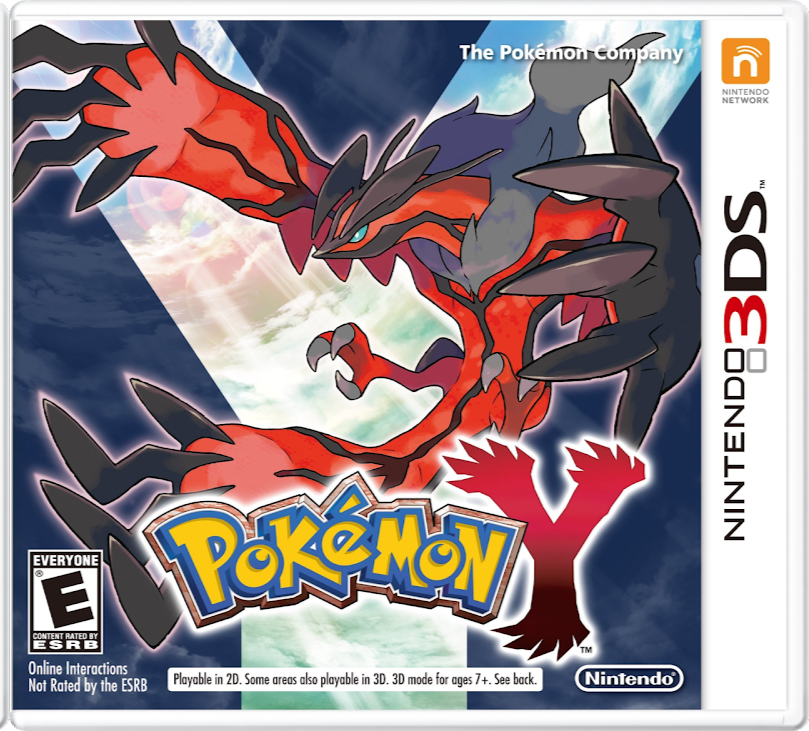 The Pokémon Company
NINTENDO
NETWORK
NINTENDO 3DS™
POKéMON Y
™
EVERYONE
®
E
CONTENT RATED BY
ESRB
Online Interactions
Not Rated by the ESRB
Playable in 2D. Some areas also playable in 3D. 3D mode for ages 7+. See back.
Nintendo®